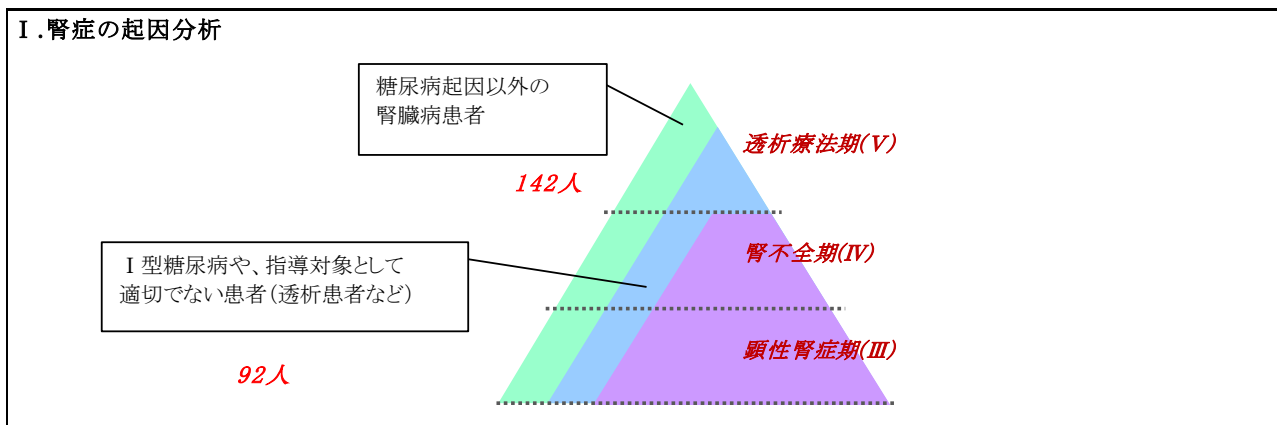 Ⅰ.腎症の起因分析
糖尿病起因以外の
腎臓病患者
透析療法期(Ⅴ)
142人
腎不全期(Ⅳ)
Ⅰ型糖尿病や、指導対象として
適切でない患者(透析患者など)
顕性腎症期(Ⅲ)
92人